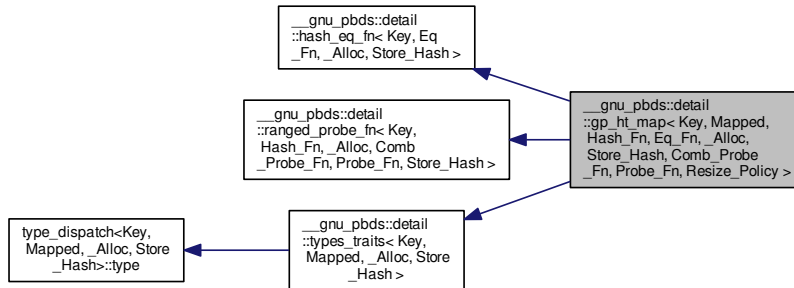 __gnu_pbds::detail
::hash_eq_fn< Key, Eq
_Fn, _Alloc, Store_Hash >
__gnu_pbds::detail
::ranged_probe_fn< Key,
Hash_Fn, _Alloc, Comb
_Probe_Fn, Probe_Fn, Store_Hash >
__gnu_pbds::detail
::gp_ht_map< Key, Mapped,
Hash_Fn, Eq_Fn, _Alloc,
Store_Hash, Comb_Probe
_Fn, Probe_Fn, Resize_Policy >
type_dispatch<Key,
Mapped, _Alloc, Store
_Hash>::type
__gnu_pbds::detail
::types_traits< Key,
Mapped, _Alloc, Store
_Hash >